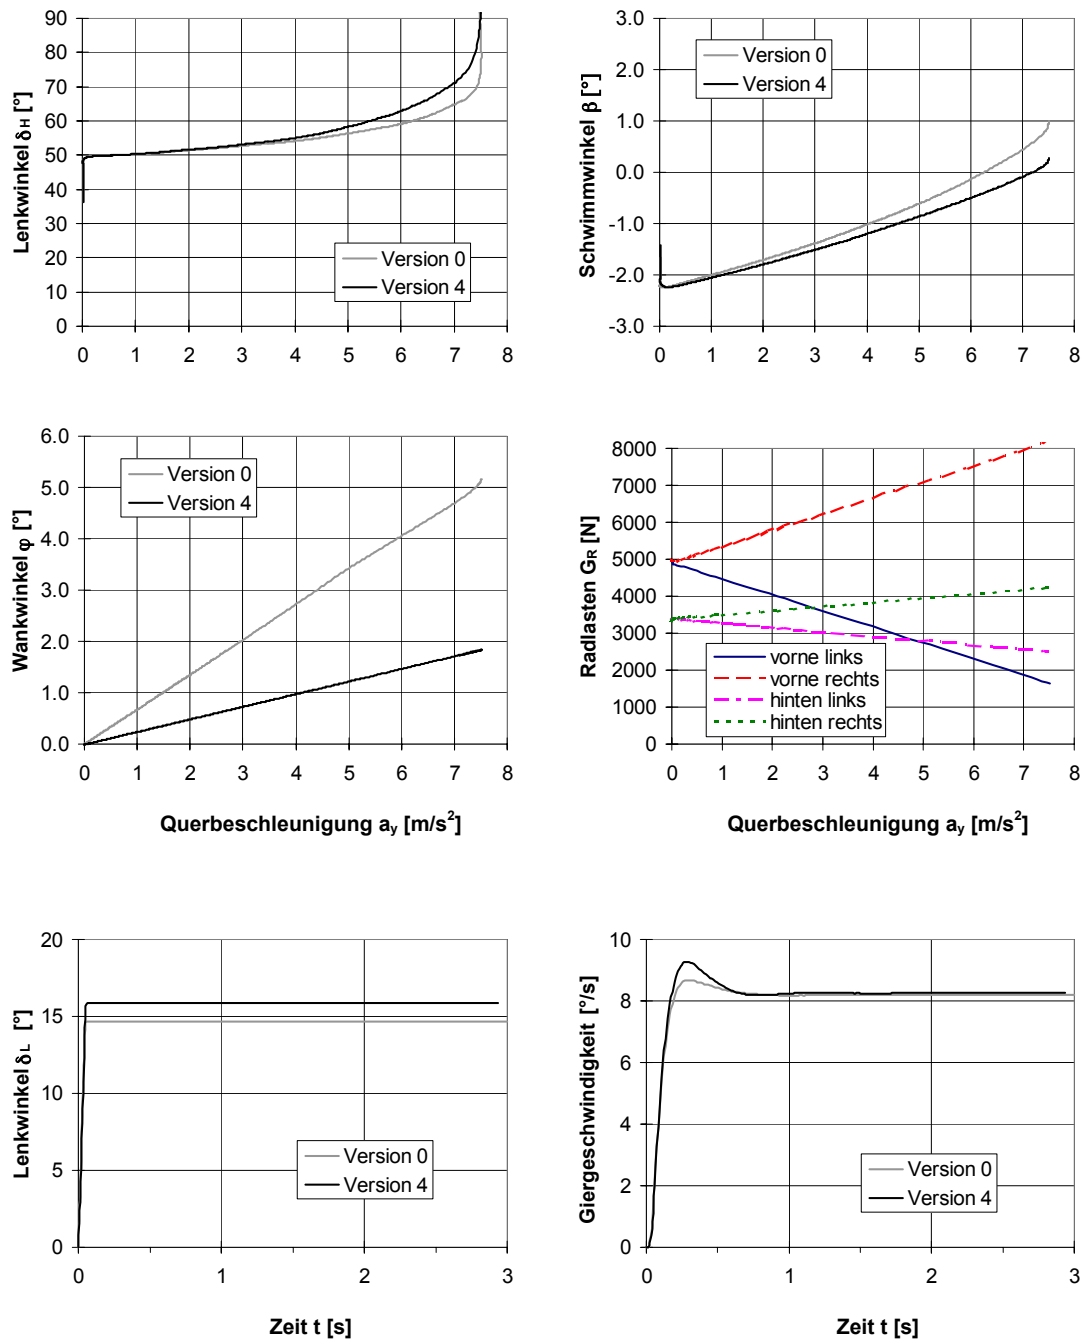 Lenkwinkel δH [°]
90
80
70
60
50
40
30
20
10
0
0 1 2 3 4 5 6 7 8
Version 0
Version 4
Schwimmwinkel β [°]
3.0
2.0
1.0
0.0
-1.0
-2.0
-3.0
0 1 2 3 4 5 6 7 8
Version 0
Version 4
Wankwinkel φ [°]
6.0
5.0
4.0
3.0
2.0
1.0
0.0
0 1 2 3 4 5 6 7 8
Version 0
Version 4
Querbeschleunigung ay [m/s²]
Radlasten GR [N]
8000
7000
6000
5000
4000
3000
2000
1000
0
0 1 2 3 4 5 6 7 8
vorne links
vorne rechts
hinten links
hinten rechts
Querbeschleunigung ay [m/s²]
Lenkwinkel δL [°]
20
15
10
5
0
0 1 2 3
Version 0
Version 4
Zeit t [s]
Giergeschwindigkeit [°/s]
10
8
6
4
2
0
0 1 2 3
Version 0
Version 4
Zeit t [s]